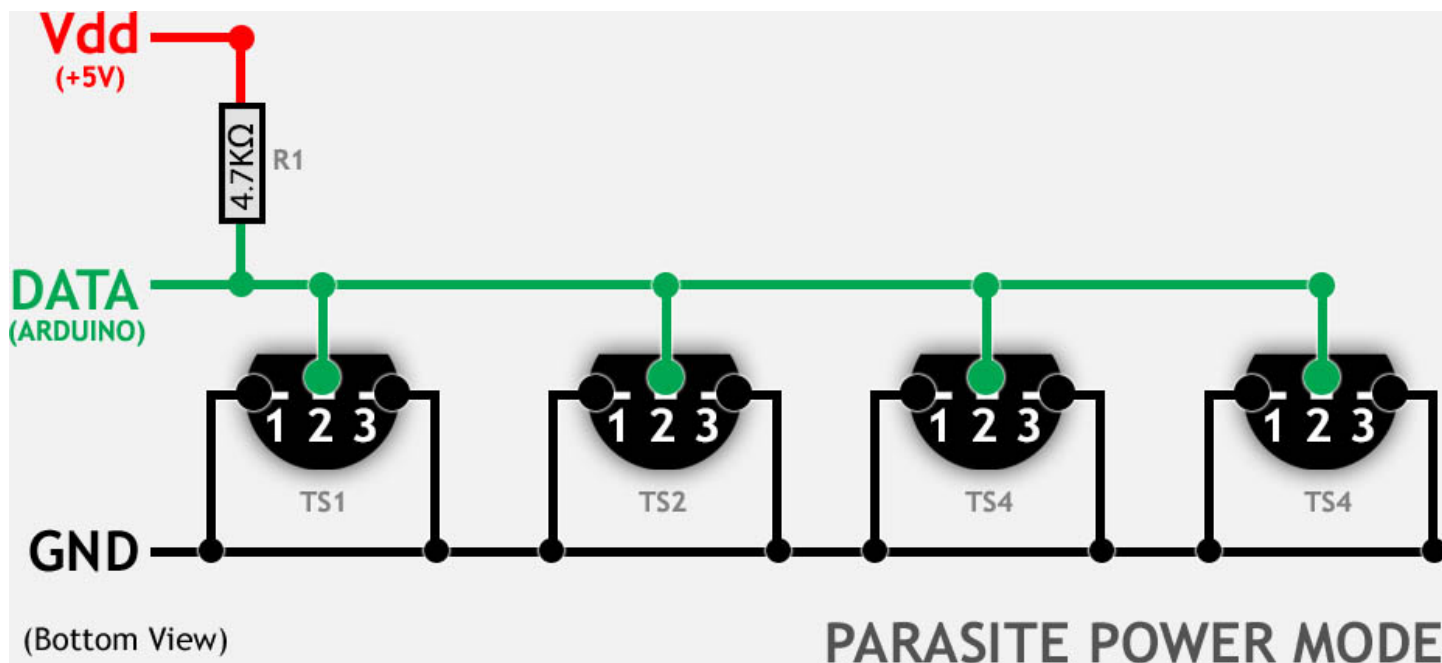 Vdd
(+5V)
4.7KΩ
R1
DATA
(ARDUINO)
1 2 3
1 2 3
1 2 3
1 2 3
TS1
TS2
TS4
TS4
GND
(Bottom View)
PARASITE POWER MODE